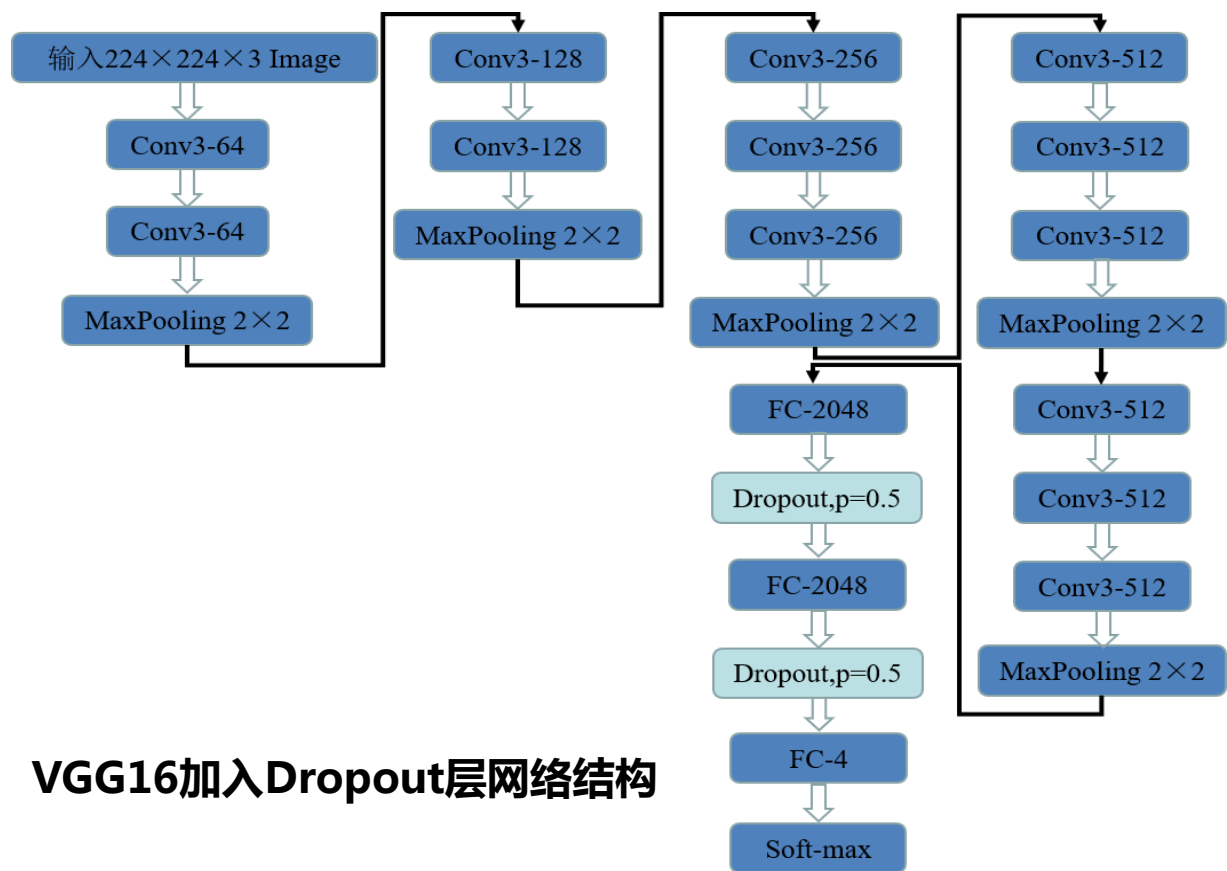 输入224×224×3 Image
Conv3-64
Conv3-64
MaxPooling 2×2
Conv3-128
Conv3-128
MaxPooling 2×2
Conv3-256
Conv3-256
Conv3-256
MaxPooling 2×2
Conv3-512
Conv3-512
Conv3-512
MaxPooling 2×2
Conv3-512
Conv3-512
Conv3-512
MaxPooling 2×2
FC-2048
Dropout,p=0.5
FC-2048
Dropout,p=0.5
FC-4
Soft-max
VGG16加入Dropout层网络结构